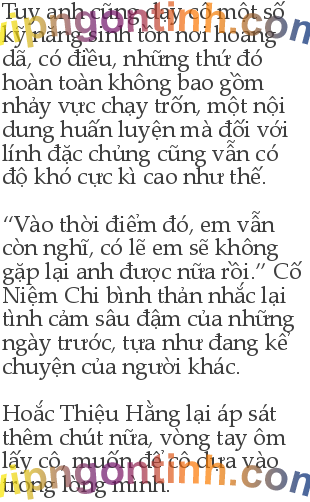 Tuy anh cũng dạy cô một số
kỹ năng sinh tồn nơi hoang
dã, có điều, những thứ đó
hoàn toàn không bao gồm
nhảy vực chạy trốn, một nội
dung huấn luyện mà đối với
lính đặc chủng cũng vẫn có
độ khó cực kì cao như thế.
“Vào thời điểm đó, em vẫn
còn nghĩ, có lẽ em sẽ không
gặp lại anh được nữa rồi.” Cố
Niệm Chi bình thản nhắc lại
tình cảm sâu đậm của những
ngày trước, tựa như đang kể
chuyện của người khác.
Hoắc Thiệu Hằng lại áp sát
thêm chút nữa, vòng tay ôm
lấy cô, muốn để cô dựa vào
trong lòng mình.